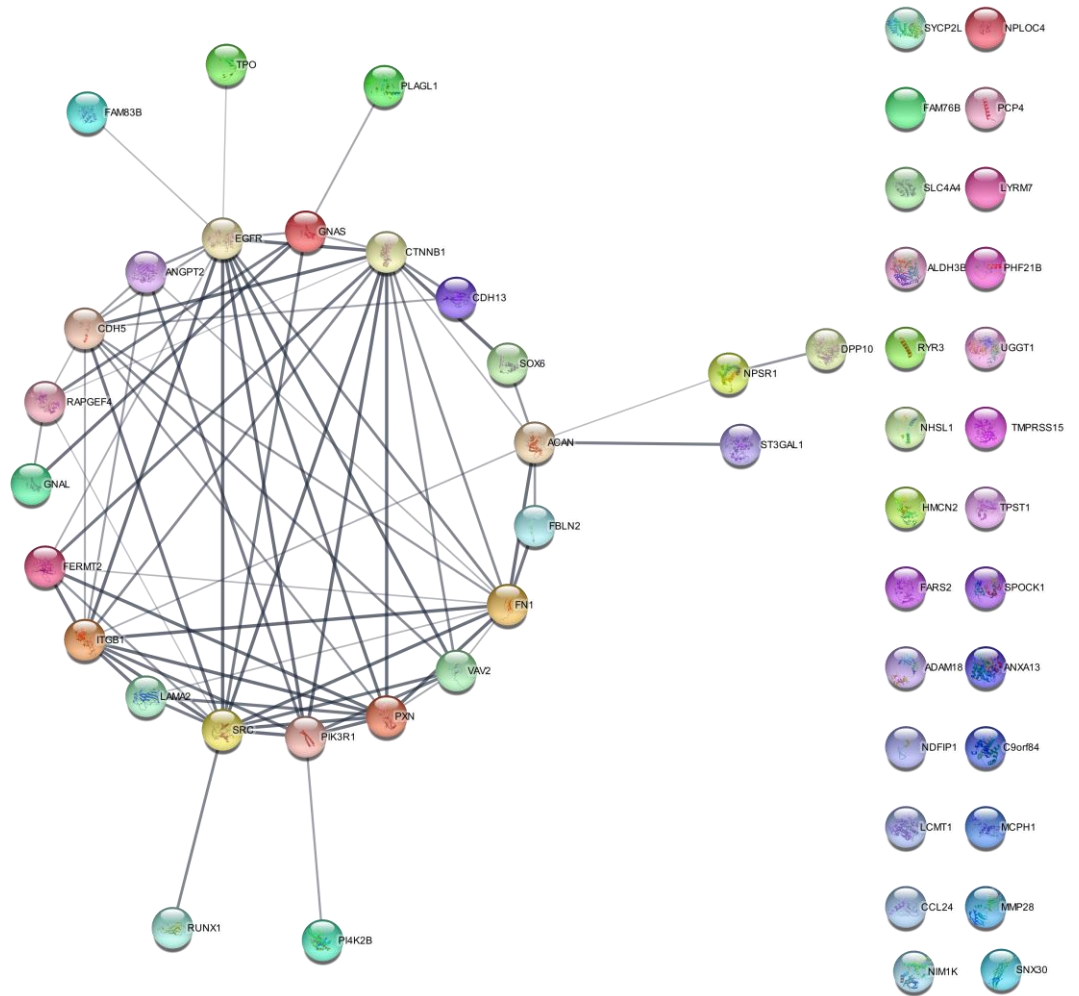 SYCP2L NPLOC4
TPO
PLAGL1
FAM83B
FAM76B PCP4
SLC4A4 LYRM7
EGFR
GNAS
CTNNB1
ANGPT2
ALDH3B PHF21B
CDH13
CDH5
DPP10
RYR3 UGGT1
SOX6
NPSR1
RAPGEF4
NHSL1 TMPRSS15
ACAN
ST3GAL1
GNAL
HMCN2 TPST1
FBLN2
FERMT2
FARS2 SPOCK1
FN1
ITGB1
VAV2
ADAM18 ANXA13
LAMA2
PXN
SRC
PIK3R1
NDFIP1 C9orf84
LCMT1 MCPH1
CCL24 MMP28
RUNX1
PI4K2B
NIM1K SNX30